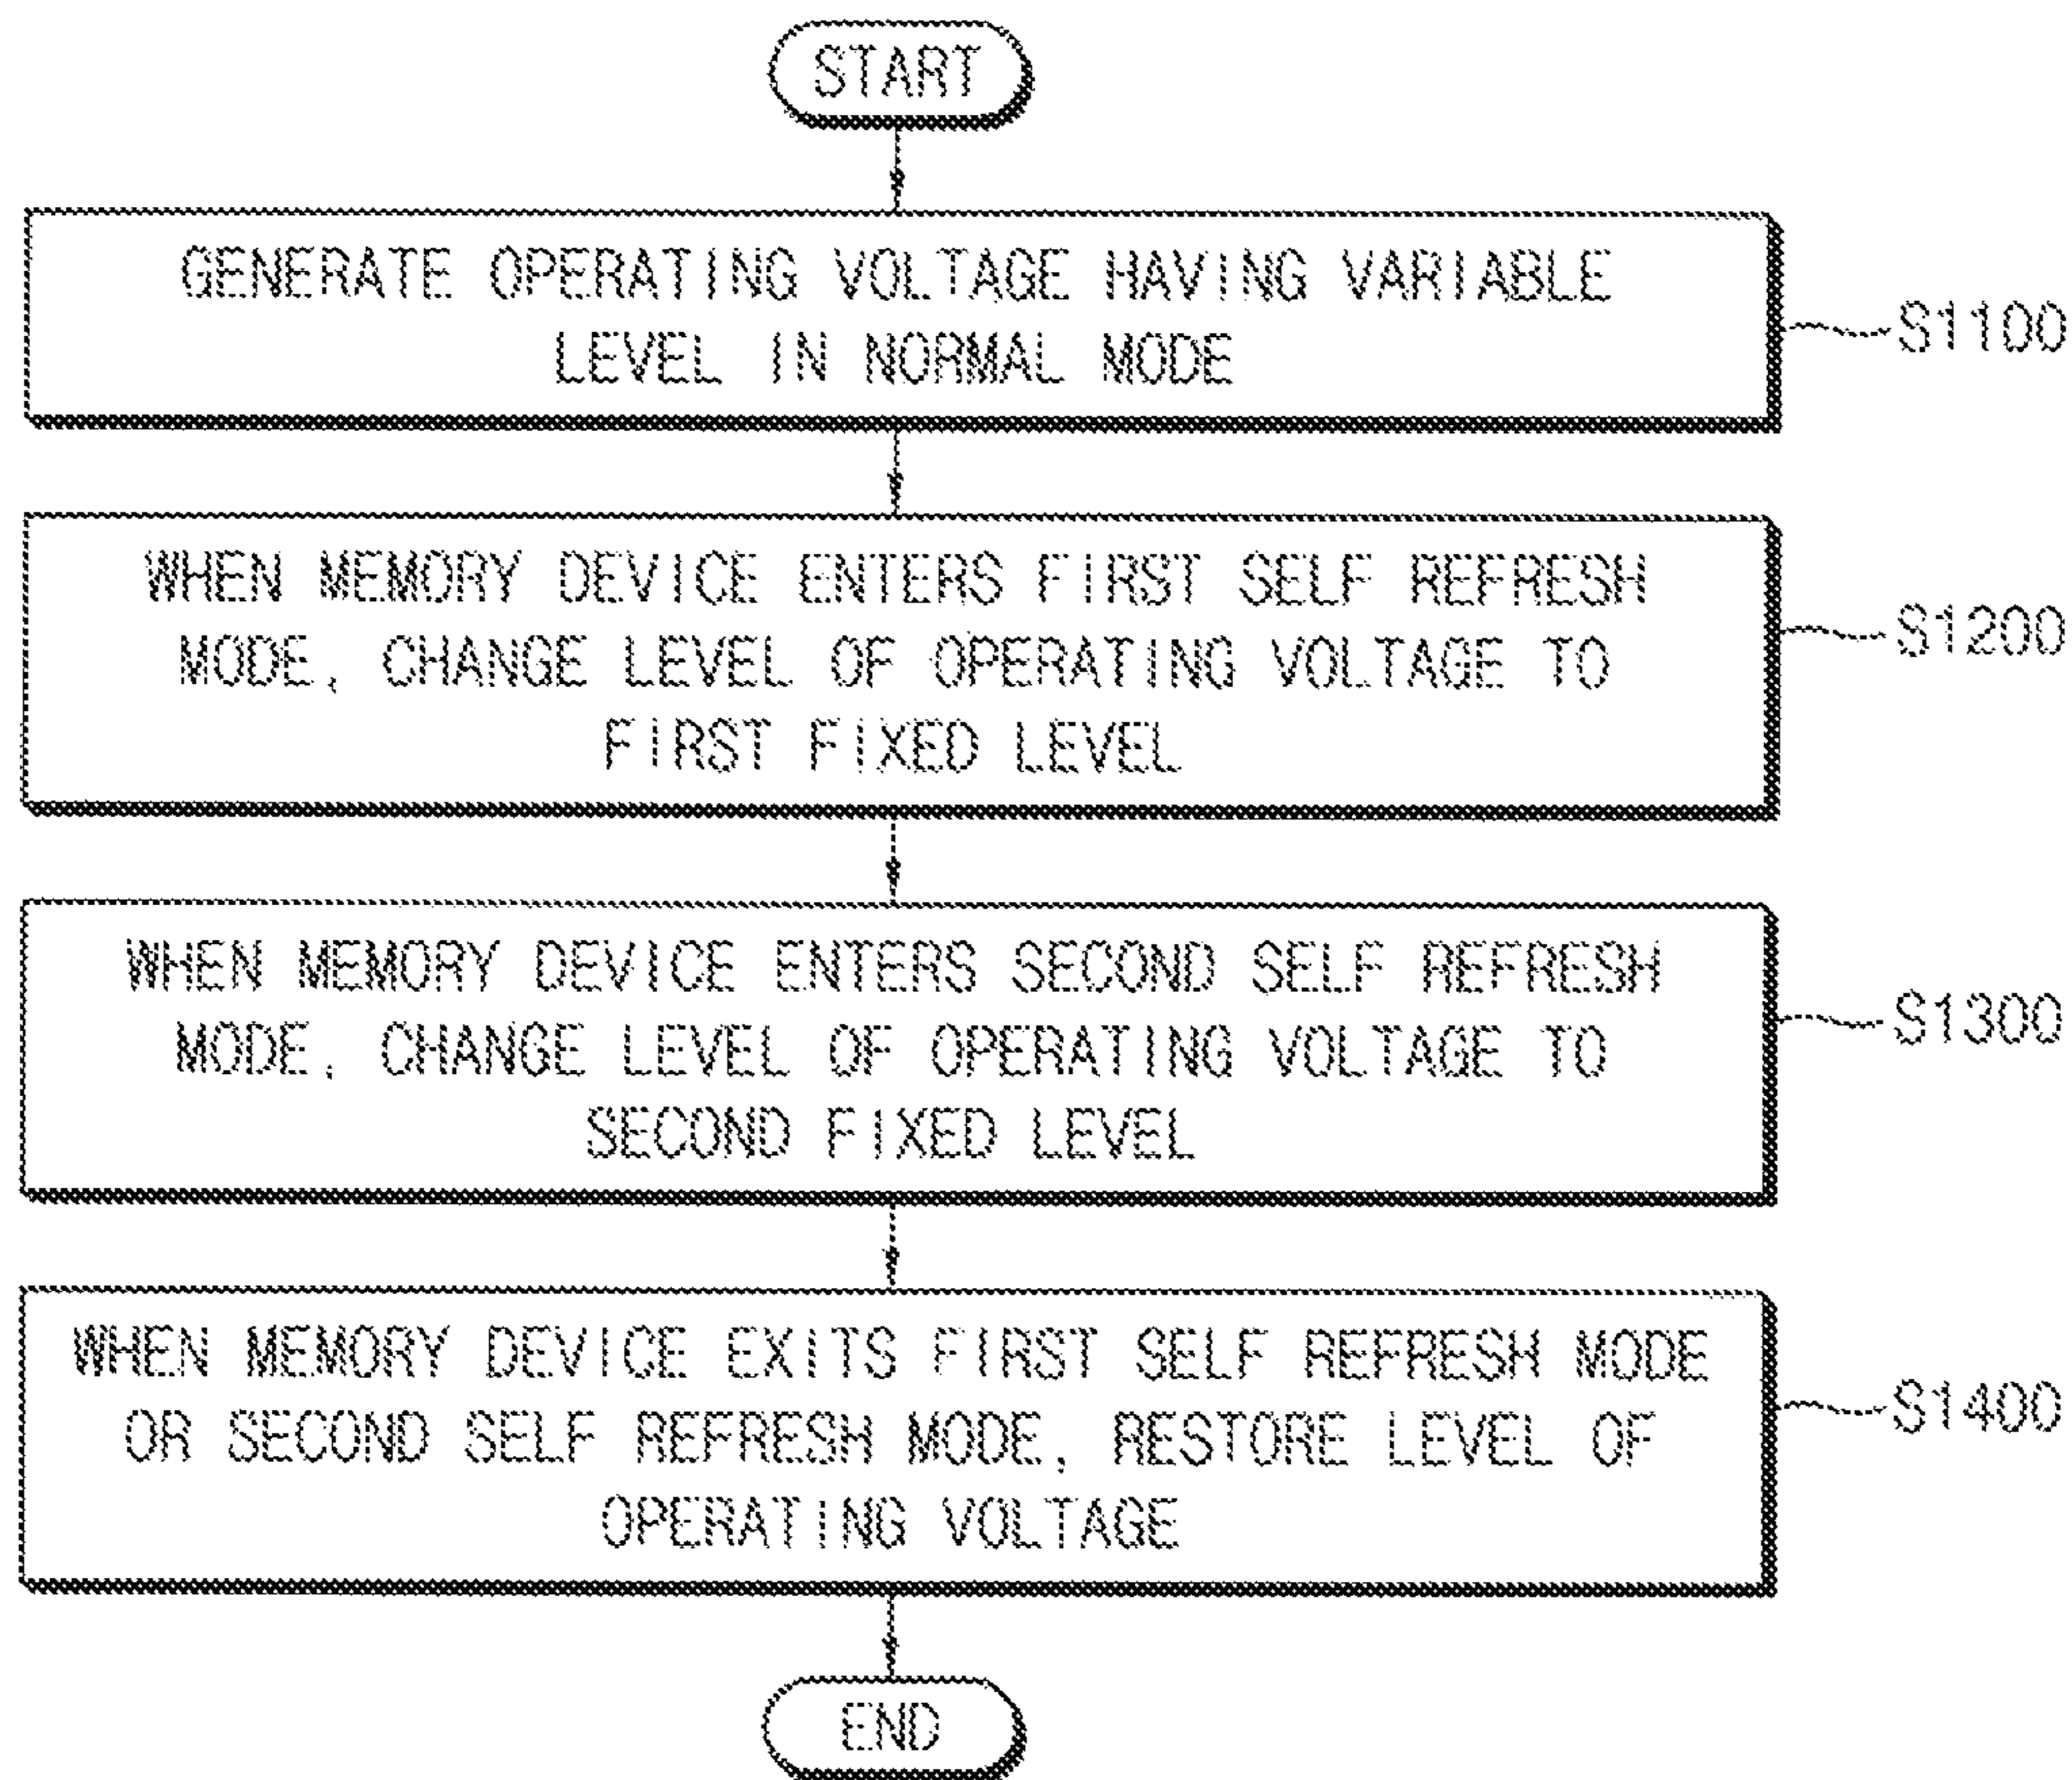 START
GENERATE OPERATING VOLTAGE HAVING VARIABLE
LEVEL IN NORMAL MODE
S1100
WHEN MEMORY DEVICE ENTERS FIRST SELF REFRESH
MODE, CHANGE LEVEL OF OPERATING VOLTAGE TO
FIRST FIXED LEVEL
S1200
WHEN MEMORY DEVICE ENTERS SECOND SELF REFRESH
MODE, CHANGE LEVEL OF OPERATING VOLTAGE TO
SECOND FIXED LEVEL
S1300
WHEN MEMORY DEVICE EXITS FIRST SELF REFRESH MODE
OR SECOND SELF REFRESH MODE, RESTORE LEVEL OF
OPERATING VOLTAGE
S1400
END